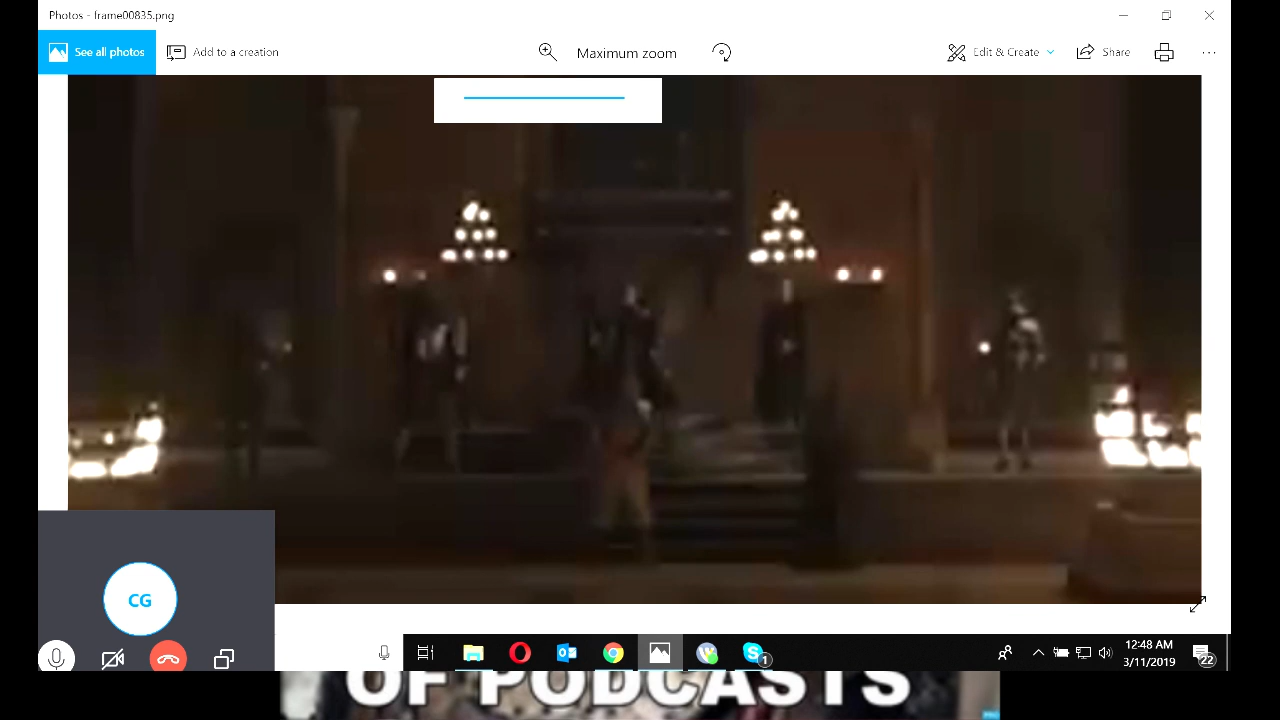 Photos - frame00835.png
See all photos
Add to a creation
Maximum zoom
Edit & Create
Share
CG
1
12:48 AM
3/11/2019
22
OF PODCASTS